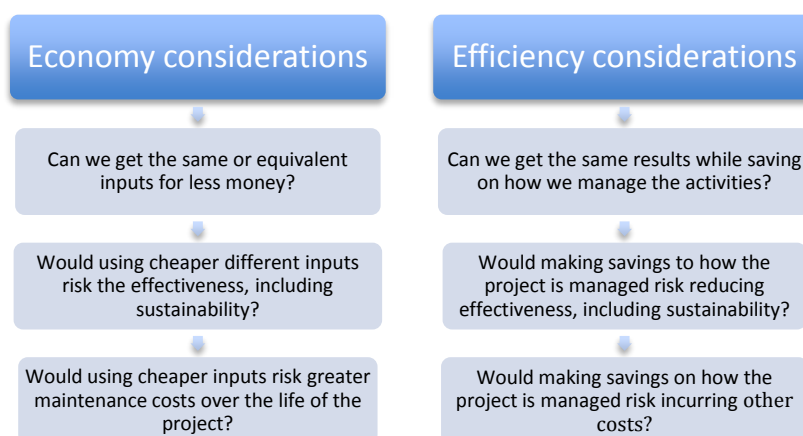 Economy considerations
Can we get the same or equivalent
inputs for less money?
Would using cheaper different inputs
risk the effectiveness, including
sustainability?
Would using cheaper inputs risk greater
maintenance costs over the life of the
project?
Efficiency considerations
Can we get the same results while saving
on how we manage the activities?
Would making savings to how the
project is managed risk reducing
effectiveness, including sustainability?
Would making savings on how the
project is managed risk incurring other
costs?